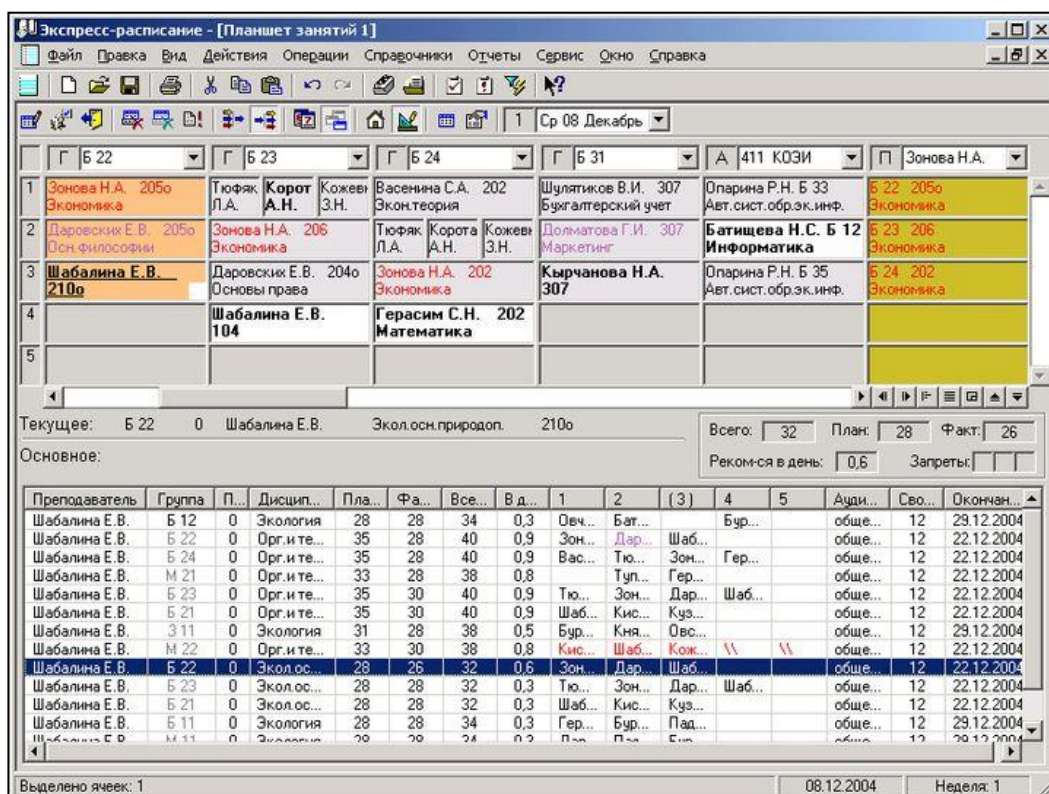 Экспресс-расписание - [Планшет занятий 1]
Файл Правка Вид Действия Операции Справочники Отчеты Сервис Окно Справка
1 Ср 08 Декабрь
Г Б 22 Г Б 23 Г Б 24 Г Б 31 А 411 КОЭИ П Зонова Н.А.
1 Зонова Н.А. 205о Тюфяк Корот Кожев Васенина С.А. 202 Шулятиков В.И. 307 Опарина Р.Н. Б 33 Б 22 205о
Экономика Л.А. А.Н. З.Н. Экон.теория Бухгалтерский учет Авт.сист.обр.эк.инф. Экономика
2 Даровских Е.В. 205о Зонова Н.А. 206 Тюфяк Корота Кожев Долматова Г.И. 307 Батищева Н.С. Б 12 Б 23 206
Осн.философии Экономика Л.А. А.Н. З.Н. Маркетинг Информатика Экономика
3 Шабалина Е.В. Даровских Е.В. 204о Зонова Н.А. 202 Кырчанова Н.А. Опарина Р.Н. Б 35 Б 24 202
210о Основы права Экономика 307 Авт.сист.обр.эк.инф. Экономика
4 Шабалина Е.В. Герасим С.Н. 202
104 Математика
5
Текущее: Б 22 0 Шабалина Е.В. Экол.осн.природоп. 210о
Всего: 32 План: 28 Факт: 26
Основное:
Реком-ся в день: 0,6 Запреты:
Преподаватель Группа П... Дисцип... Пла... Фа... Все... В д... 1 2 (3) 4 5 Ауди... Сво... Окончан...
Шабалина Е.В. Б 12 0 Экология 28 28 34 0,3 Овч... Бат... Бур... обще... 12 29.12.2004
Шабалина Е.В. Б 22 0 Орг.и те... 35 28 40 0,9 Зон... Дар... Шаб... обще... 12 22.12.2004
Шабалина Е.В. Б 24 0 Орг.и те... 35 28 40 0,9 Вас... Тю... Зон... Гер... обще... 12 22.12.2004
Шабалина Е.В. М 21 0 Орг.и те... 33 28 38 0,8 Туп... Гер... обще... 12 22.12.2004
Шабалина Е.В. Б 23 0 Орг.и те... 35 30 40 0,9 Тю... Зон... Дар... Шаб... обще... 12 22.12.2004
Шабалина Е.В. Б 21 0 Орг.и те... 35 30 40 0,9 Шаб... Кис... Куз... обще... 12 22.12.2004
Шабалина Е.В. З 11 0 Экология 31 28 38 0,5 Бур... Кня... Овс... обще... 12 29.12.2004
Шабалина Е.В. М 22 0 Орг.и те... 33 30 38 0,8 Кис... Шаб... Кож... \\ \\ обще... 12 22.12.2004
Шабалина Е.В. Б 22 0 Экол.ос... 28 26 32 0,6 Зон... Дар... Шаб... обще... 12 22.12.2004
Шабалина Е.В. Б 23 0 Экол.ос... 28 28 32 0,3 Тю... Зон... Дар... Шаб... обще... 12 22.12.2004
Шабалина Е.В. Б 21 0 Экол.ос... 28 28 32 0,3 Шаб... Кис... Куз... обще... 12 22.12.2004
Шабалина Е.В. Б 11 0 Экология 28 28 34 0,3 Гер... Бур... Пад... обще... 12 29.12.2004
Шабалина Е.В. М 11 0 Экология 28 28 34 0,3 обще... 12 29.12.2004
Выделено ячеек: 1 08.12.2004 Неделя: 1